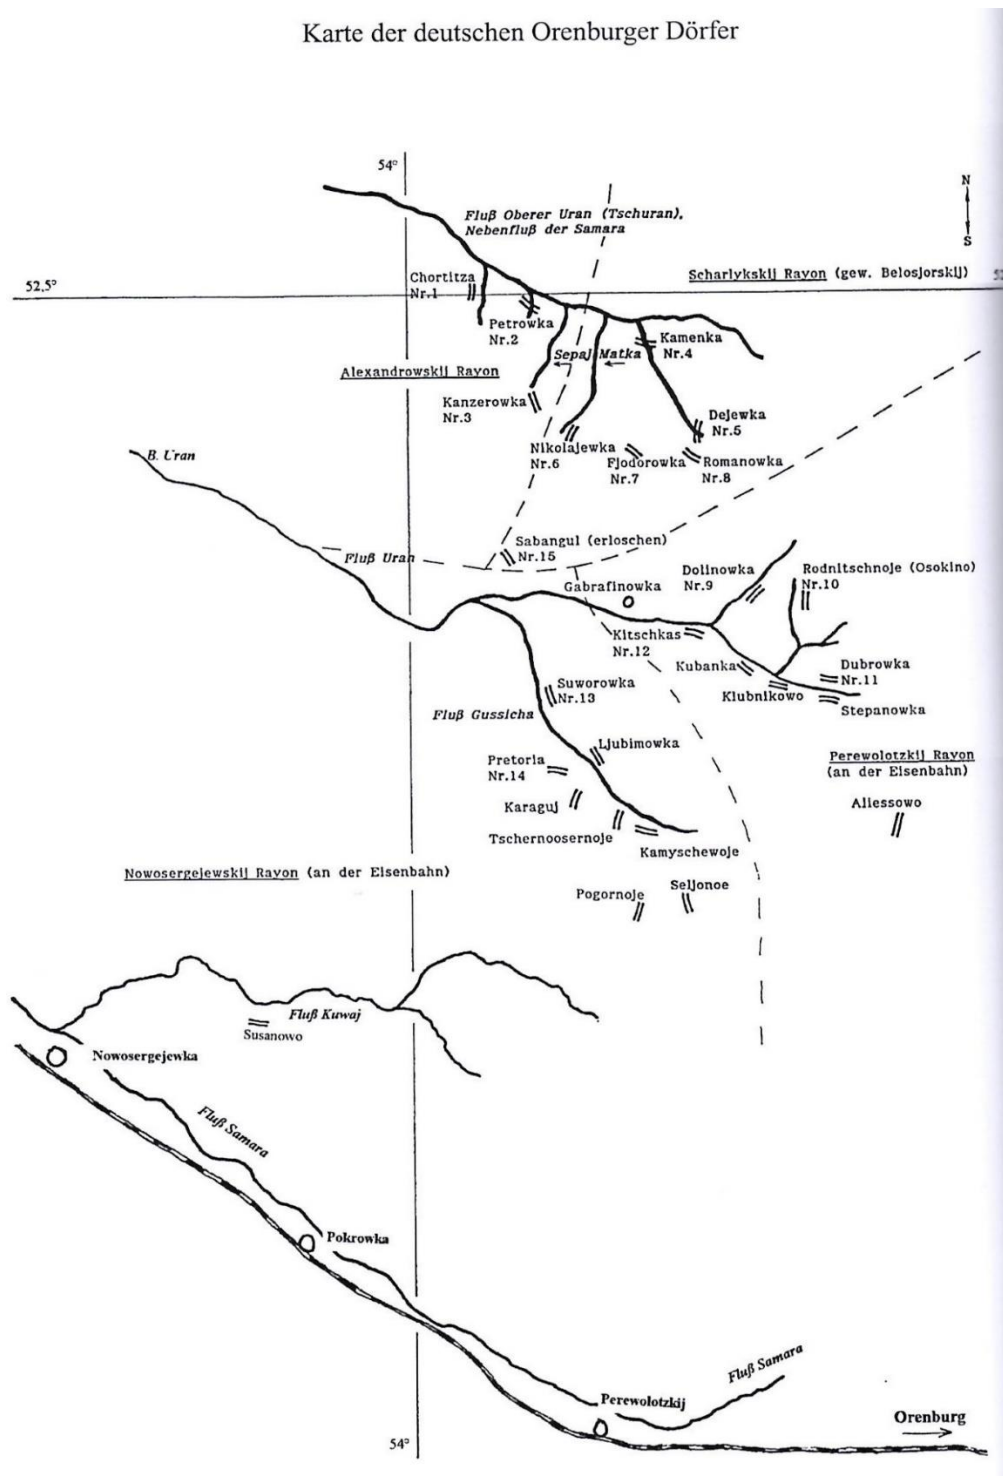 Karte der deutschen Orenburger Dörfer
54°
N
S
Fluß Oberer Uran (Tschuran),
Nebenfluß der Samara
Scharlykskij Rayon (gew. Belosjorskij)
52,5°
Chortitza
Nr.1
Petrowka
Nr.2
Kamenka
Nr.4
Sepaj Matka
Alexandrowskij Rayon
Kanzerowka
Nr.3
Dejewka
Nr.5
Nikolajewka
Nr.6
Fjodorowka
Nr.7
Romanowka
Nr.8
B. Uran
Fluß Uran
Sabangul (erloschen)
Nr.15
Gabrafinowka
Dolinowka
Nr.9
Rodnitschnoje (Osokino)
Nr.10
Kitschkas
Nr.12
Kubanka
Klubnikowo
Dubrowka
Nr.11
Stepanowka
Suworowka
Nr.13
Fluß Gussicha
Ljubimowka
Pretoria
Nr.14
Karaguj
Tschernoosernoje
Kamyschewoje
Perewolotzkij Rayon
(an der Eisenbahn)
Allessowo
Nowosergejewskij Rayon (an der Eisenbahn)
Pogornoje
Seljonoe
Fluß Kuwaj
Susanowo
Nowosergejewka
Fluß Samara
Pokrowka
Fluß Samara
Perewolotzkij
Orenburg
54°